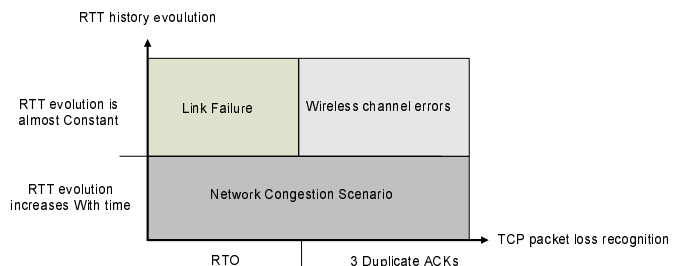 RTT history evoulution
RTT evolution is
almost Constant
Link Failure
Wireless channel errors
RTT evolution
increases With time
Network Congestion Scenario
TCP packet loss recognition
RTO
3 Duplicate ACKs